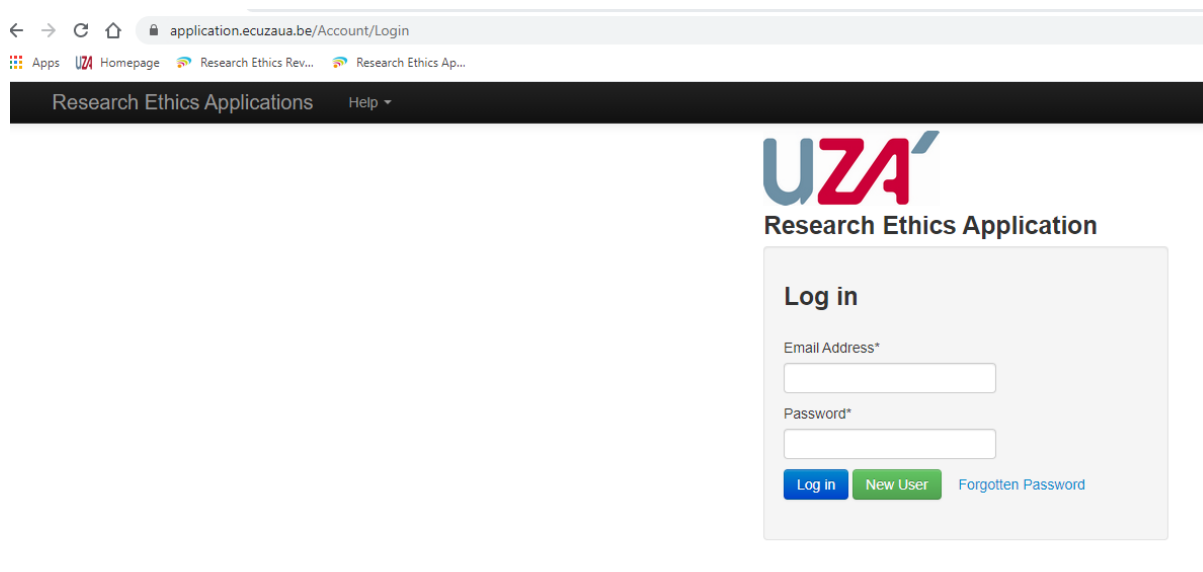 application.ecuzaua.be/Account/Login
Apps UZA Homepage Research Ethics Rev... Research Ethics Ap...
Research Ethics Applications Help
UZA
Research Ethics Application
Log in
Email Address*
Password*
Log in New User Forgotten Password